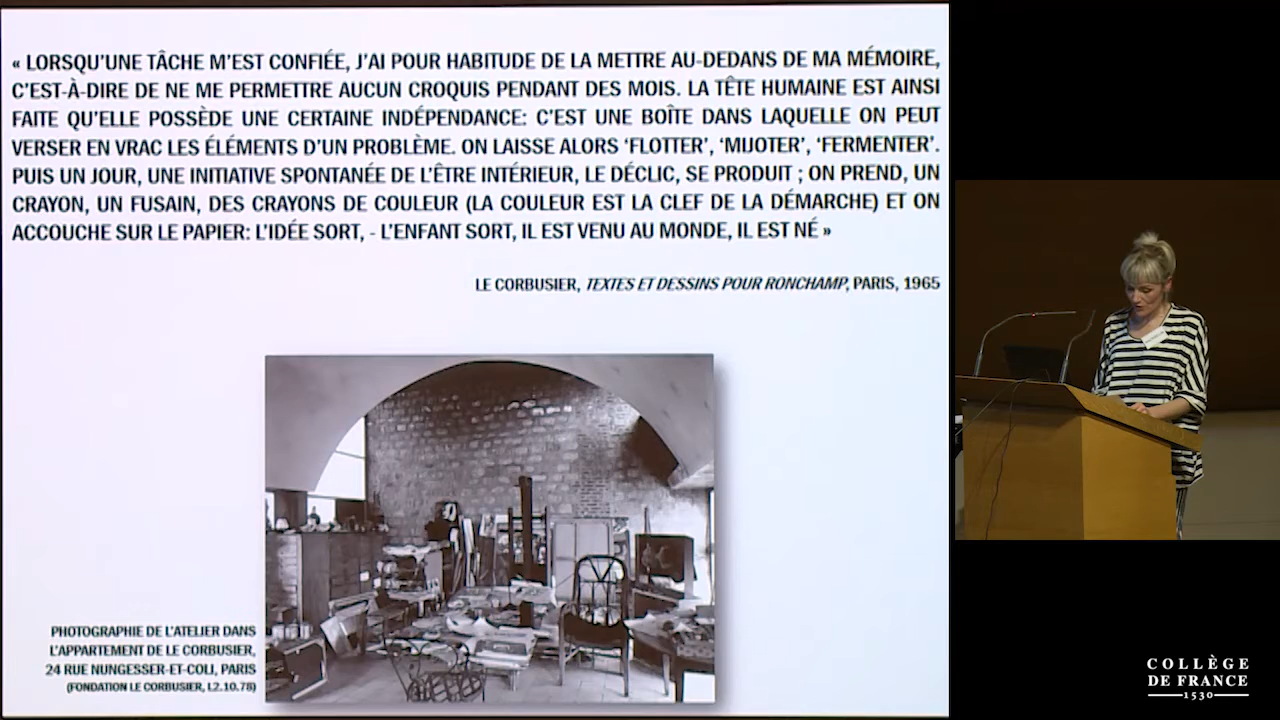 « LORSQU'UNE TÂCHE M'EST CONFIÉE, J'AI POUR HABITUDE DE LA METTRE AU-DEDANS DE MA MÉMOIRE,
C'EST-À-DIRE DE NE ME PERMETTRE AUCUN CROQUIS PENDANT DES MOIS. LA TÊTE HUMAINE EST AINSI
FAITE QU'ELLE POSSÈDE UNE CERTAINE INDÉPENDANCE: C'EST UNE BOÎTE DANS LAQUELLE ON PEUT
VERSER EN VRAC LES ÉLÉMENTS D'UN PROBLÈME. ON LAISSE ALORS 'FLOTTER', 'MIJOTER', 'FERMENTER'.
PUIS UN JOUR, UNE INITIATIVE SPONTANÉE DE L'ÊTRE INTÉRIEUR, LE DÉCLIC, SE PRODUIT ; ON PREND, UN
CRAYON, UN FUSAIN, DES CRAYONS DE COULEUR (LA COULEUR EST LA CLEF DE LA DÉMARCHE) ET ON
ACCOUCHE SUR LE PAPIER: L'IDÉE SORT, - L'ENFANT SORT, IL EST VENU AU MONDE, IL EST NÉ »
LE CORBUSIER, TEXTES ET DESSINS POUR RONCHAMP, PARIS, 1965
PHOTOGRAPHIE DE L'ATELIER DANS
L'APPARTEMENT DE LE CORBUSIER,
24 RUE NUNGESSER-ET-COLI, PARIS
(FONDATION LE CORBUSIER, L2.10.78)
COLLÈGE
DE FRANCE
1530